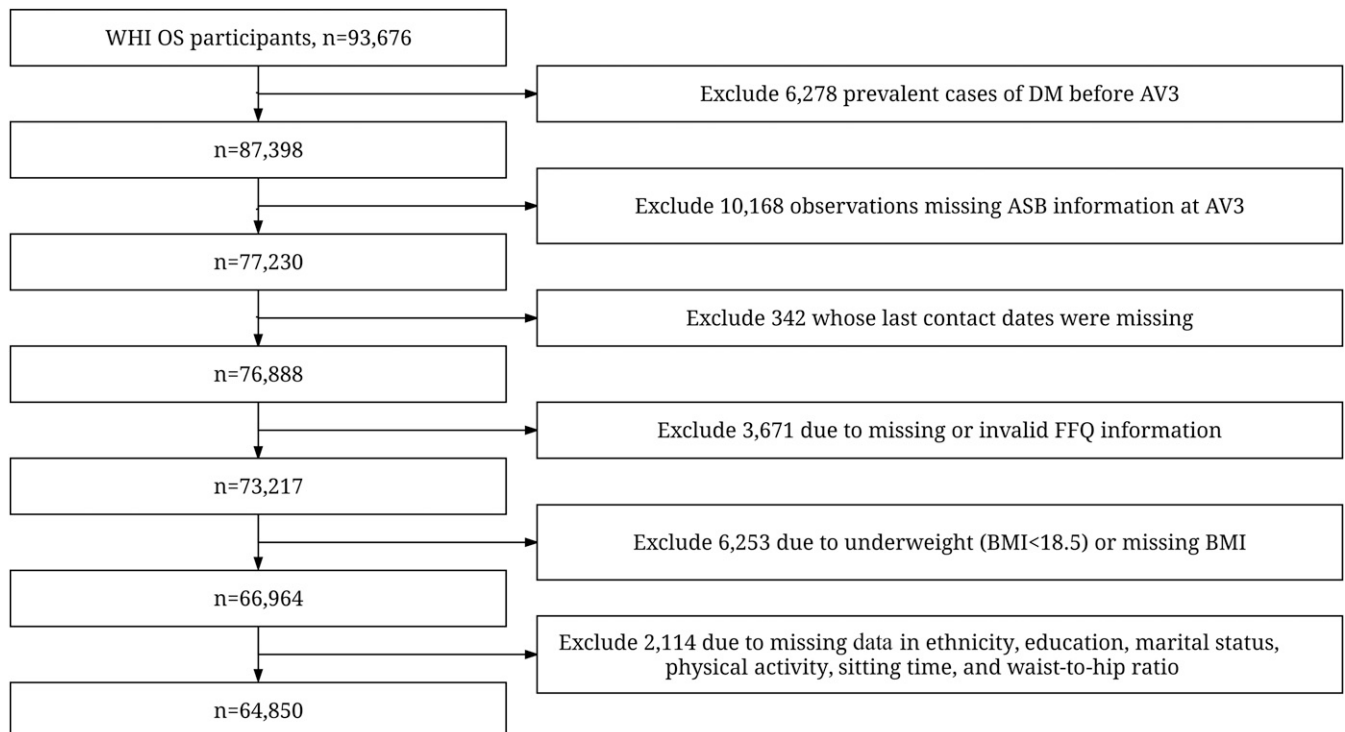 WHI OS participants, n=93,676
Exclude 6,278 prevalent cases of DM before AV3
n=87,398
Exclude 10,168 observations missing ASB information at AV3
n=77,230
Exclude 342 whose last contact dates were missing
n=76,888
Exclude 3,671 due to missing or invalid FFQ information
n=73,217
Exclude 6,253 due to underweight (BMI<18.5) or missing BMI
n=66,964
Exclude 2,114 due to missing data in ethnicity, education, marital status,
physical activity, sitting time, and waist-to-hip ratio
n=64,850